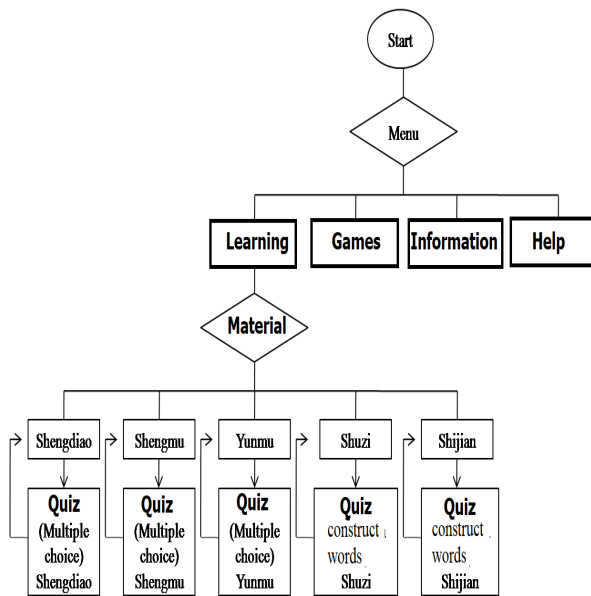 Start
Menu
Learning
Games
Information
Help
Material
Shengdiao
Shengmu
Yunmu
Shuzi
Shijian
Quiz
(Multiple
choice)
Shengdiao
Quiz
(Multiple
choice)
Shengmu
Quiz
(Multiple
choice)
Yunmu
Quiz
construct
words
Shuzi
Quiz
construct
words
Shijian